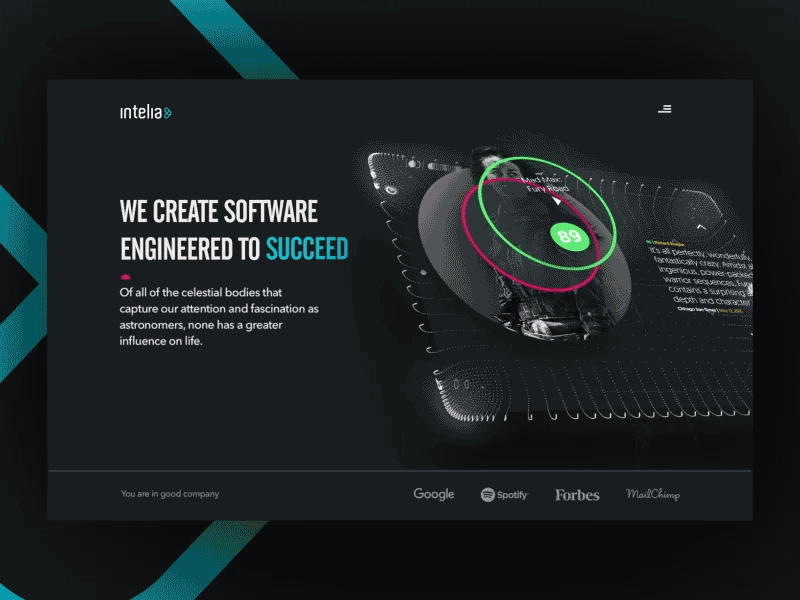 intelia
WE CREATE SOFTWARE
ENGINEERED TO SUCCEED
Of all of the celestial bodies that
capture our attention and fascination as
astronomers, none has a greater
influence on life.
Mad Max:
Fury Road
89
It's all perfectly, wonderfully,
fantastically crazy. Amidst a
ingenious, power-packed
warrior sequences, Fury
contains a surprising
depth and character
Chicago Sun-Times |
You are in good company
Google
Spotify
Forbes
MailChimp